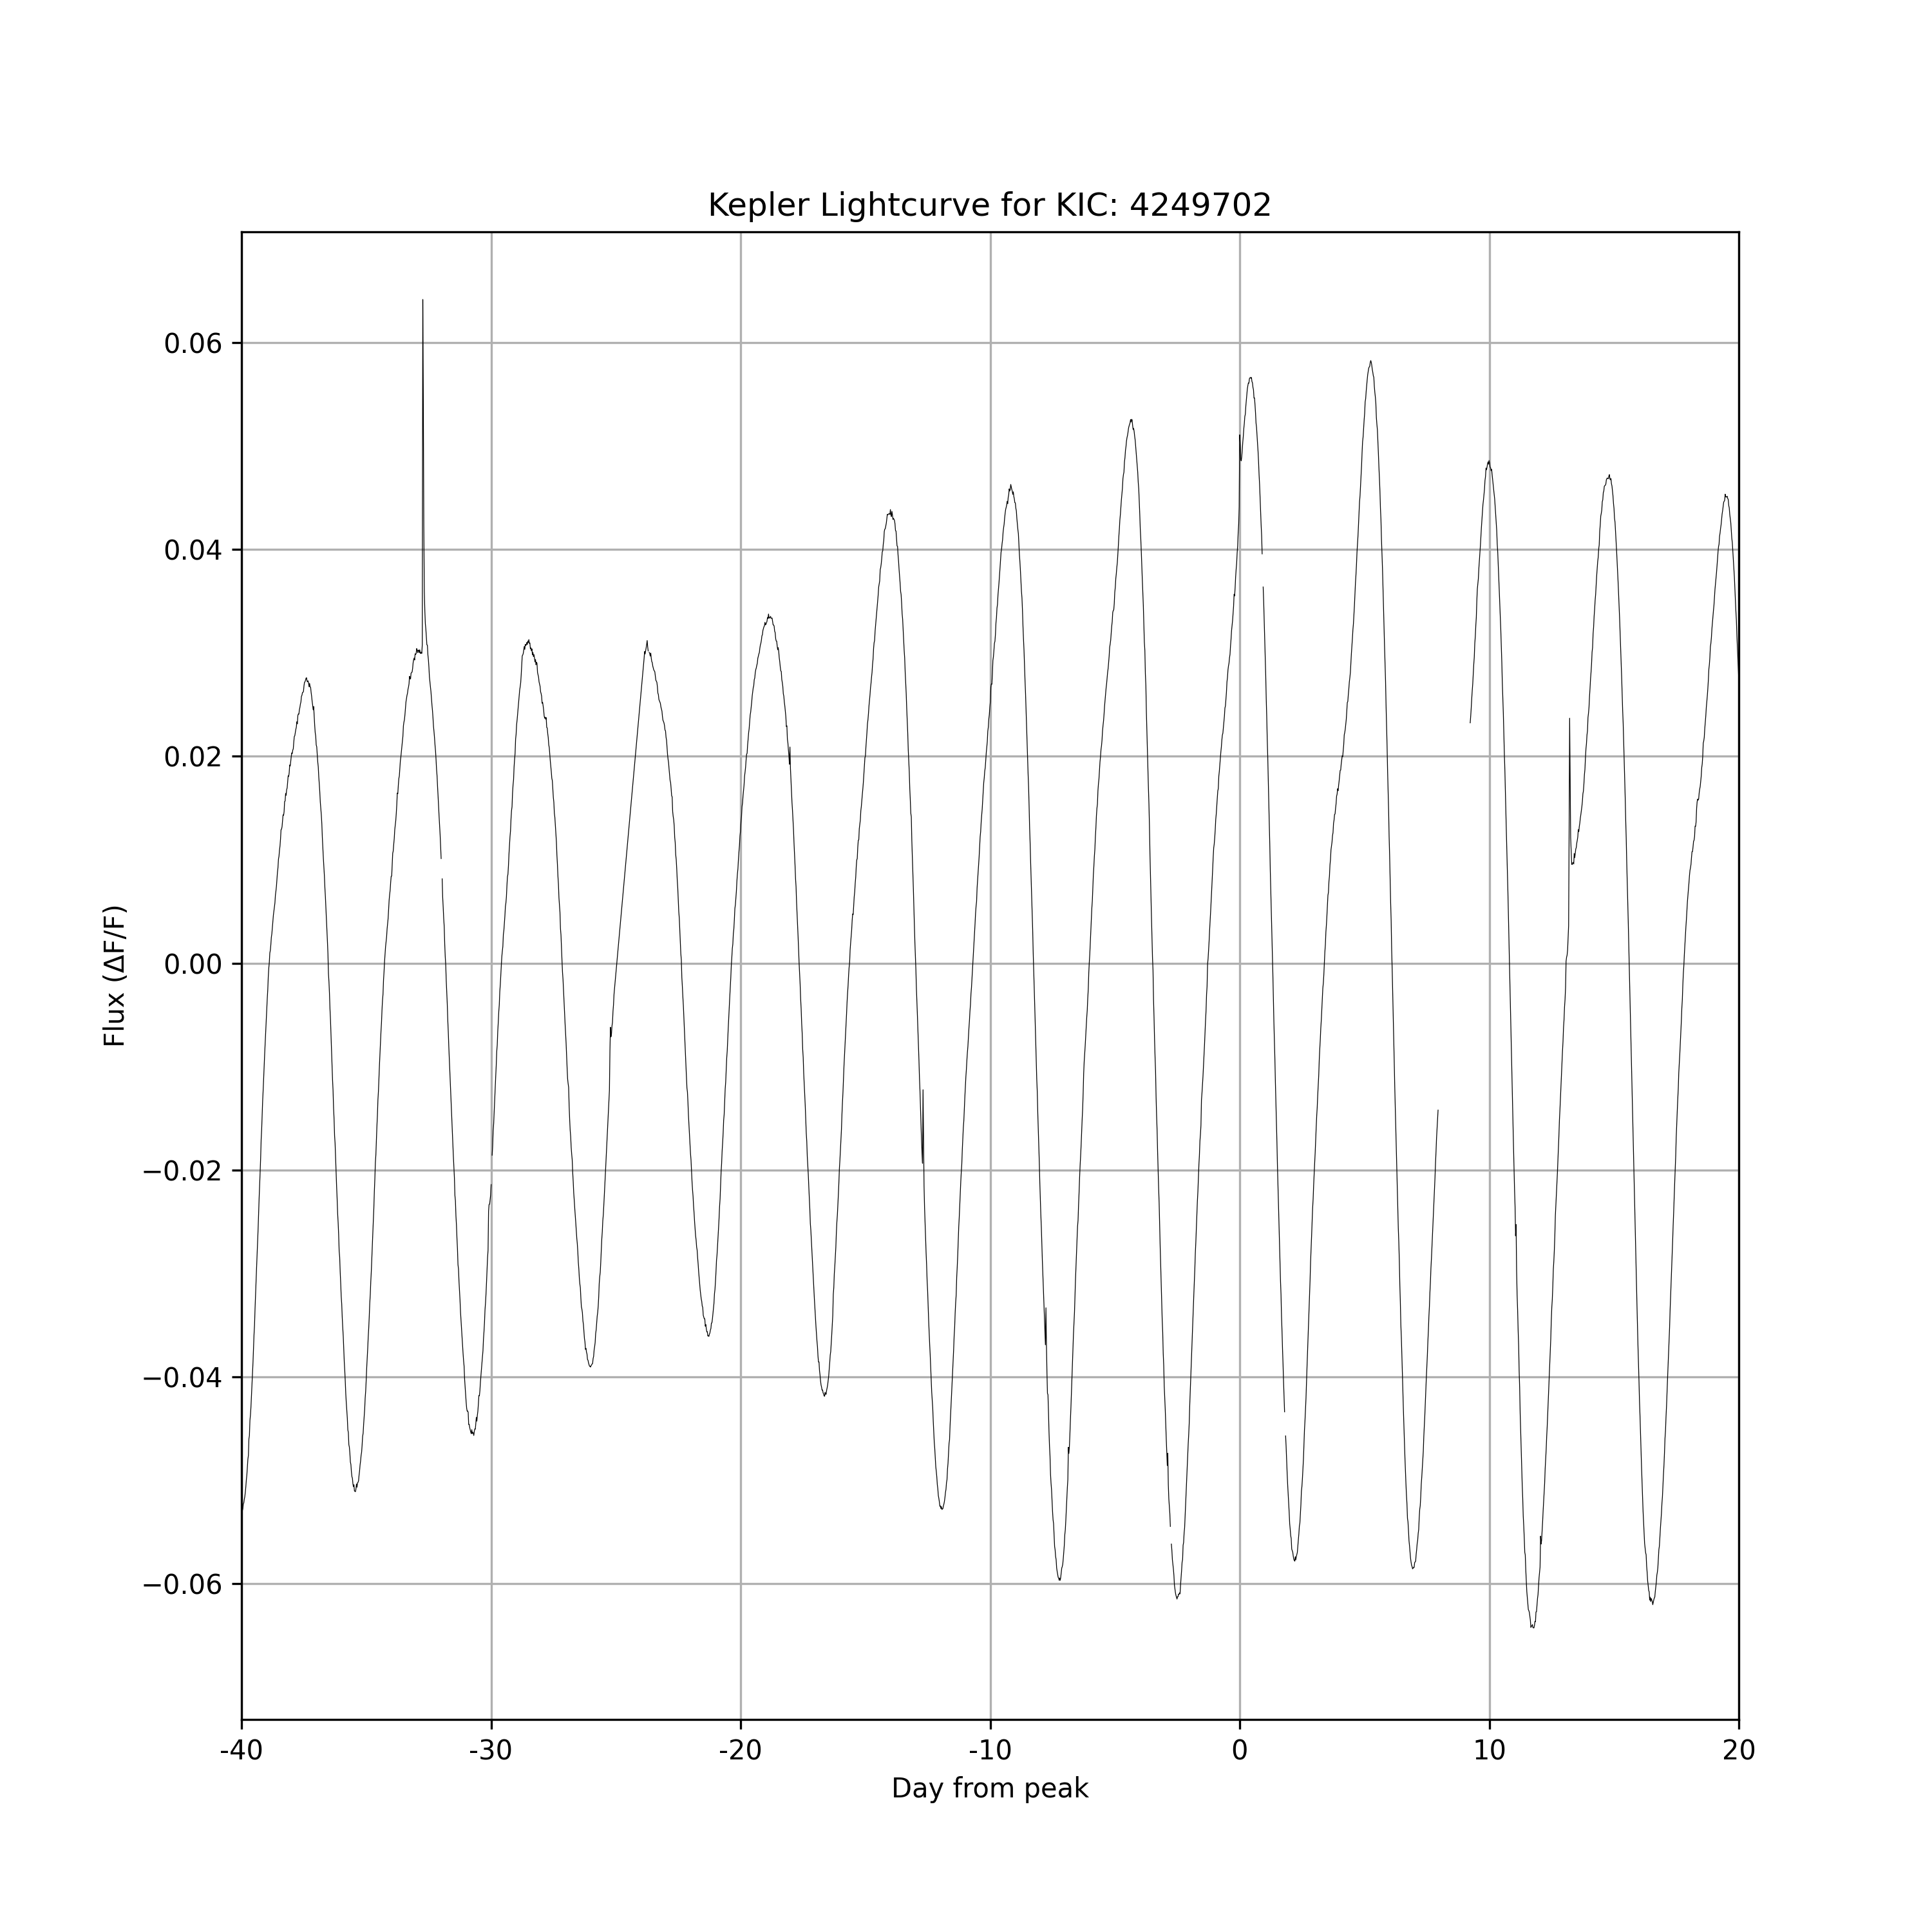 Kepler Lightcurve for KIC: 4249702
0.06
0.04
0.02
0.00
−0.02
−0.04
−0.06
Flux (ΔF/F)
-40 -30 -20 -10 0 10 20
Day from peak